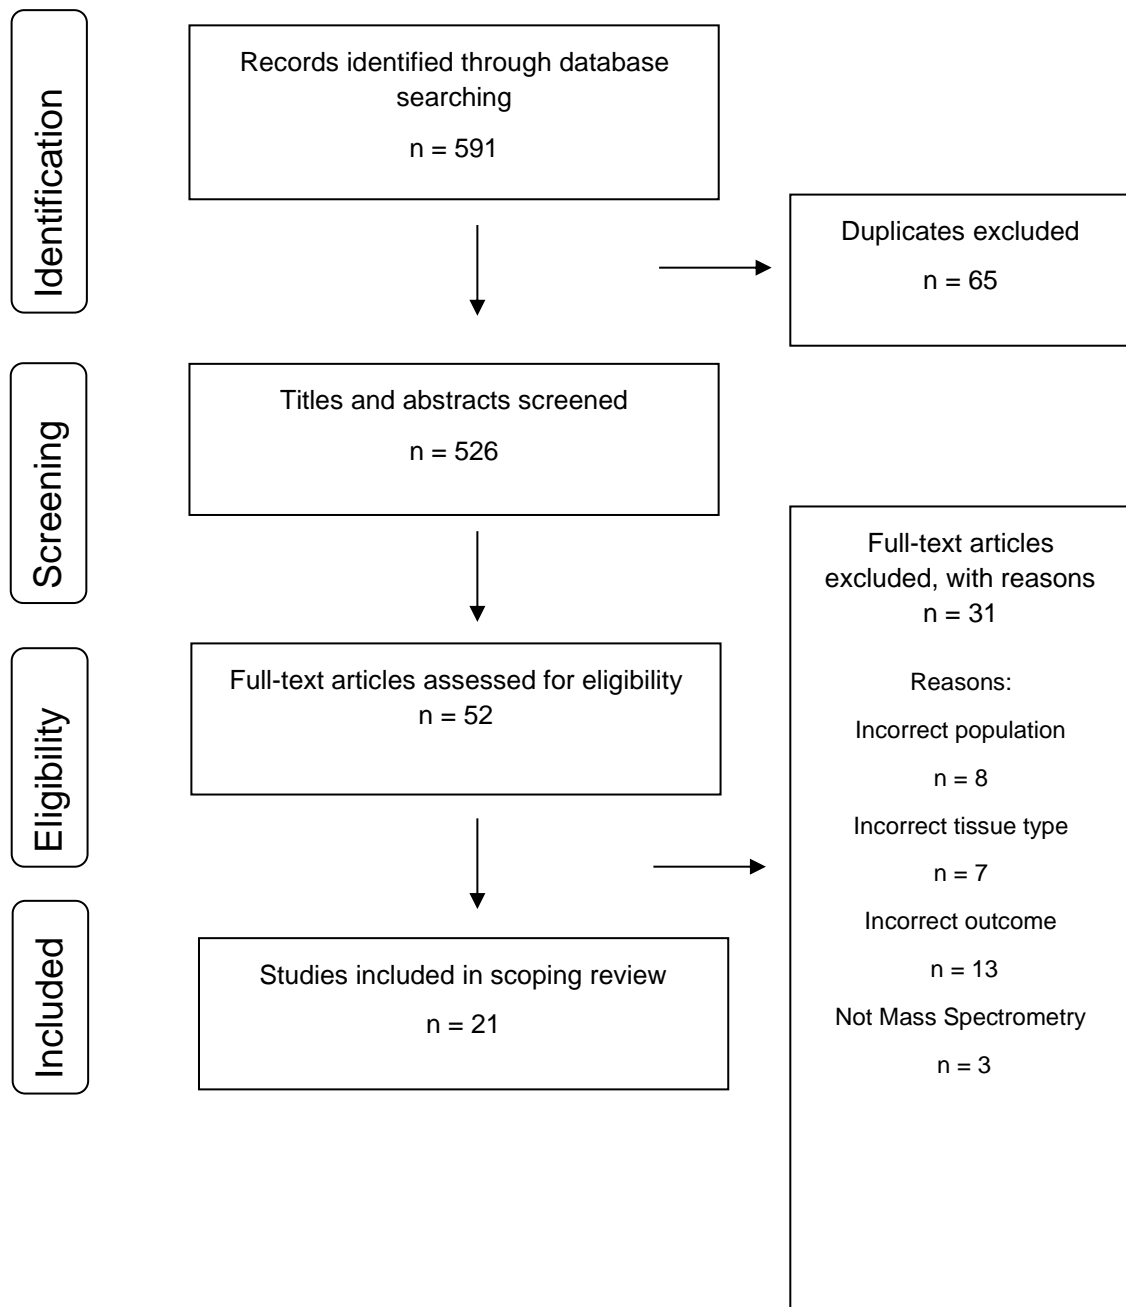 Identification
Records identified through database
searching
n = 591
Duplicates excluded
n = 65
Screening
Titles and abstracts screened
n = 526
Eligibility
Full-text articles assessed for eligibility
n = 52
Full-text articles
excluded, with reasons
n = 31
Reasons:
Incorrect population
n = 8
Incorrect tissue type
n = 7
Incorrect outcome
n = 13
Not Mass Spectrometry
n = 3
Included
Studies included in scoping review
n = 21